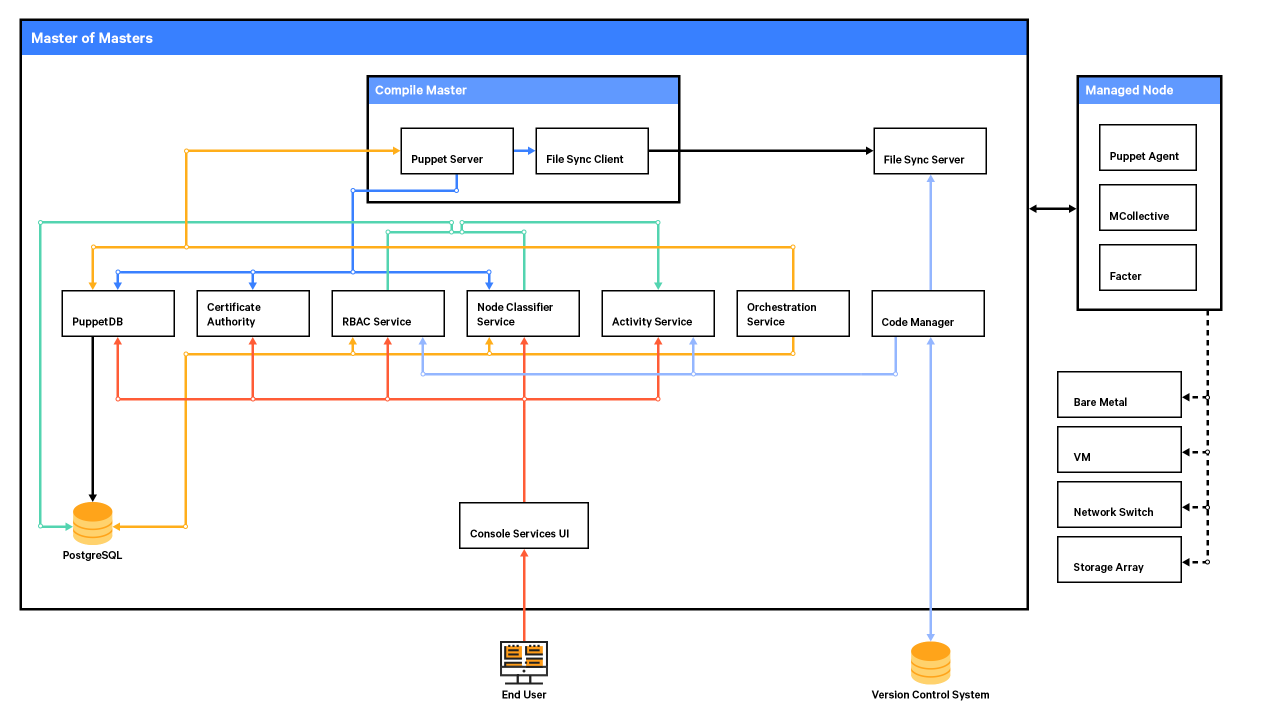 Master of Masters
Compile Master
Managed Node
Puppet Server
File Sync Client
File Sync Server
Puppet Agent
MCollective
Facter
PuppetDB
Certificate
Authority
RBAC Service
Node Classifier
Service
Activity Service
Orchestration
Service
Code Manager
Bare Metal
VM
Network Switch
Storage Array
Console Services UI
PostgreSQL
End User
Version Control System